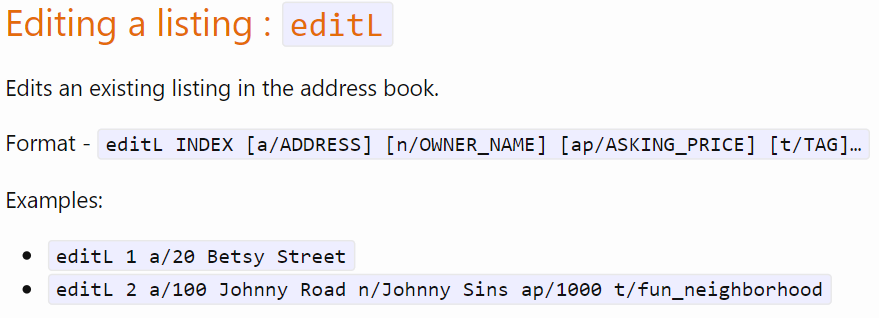 Editing a listing : editL
Edits an existing listing in the address book.
Format - editL INDEX [a/ADDRESS] [n/OWNER_NAME] [ap/ASKING_PRICE] [t/TAG]…
Examples:
• editL 1 a/20 Betsy Street
• editL 2 a/100 Johnny Road n/Johnny Sins ap/1000 t/fun_neighborhood